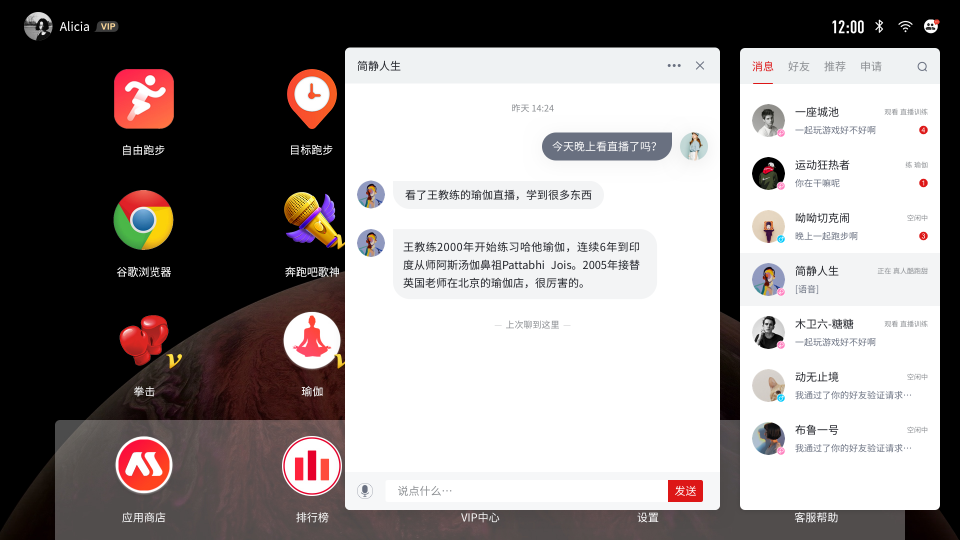 Alicia VIP
12:00
自由跑步
目标跑步
谷歌浏览器
奔跑吧歌神
拳击
瑜伽
应用商店
排行榜
VIP中心
设置
客服帮助
简静人生
昨天 14:24
今天晚上看直播了吗？
看了王教练的瑜伽直播，学到很多东西
王教练2000年开始练习哈他瑜伽，连续6年到印
度从师阿斯汤伽鼻祖Pattabhi Jois。2005年接替
英国老师在北京的瑜伽店，很厉害的。
— 上次聊到这里 —
说点什么···
发送
消息 好友 推荐 申请
一座城池 观看 直播训练
一起玩游戏好不好啊 4
运动狂热者 练 瑜伽
你在干嘛呢 1
呦呦切克闹 空闲中
晚上一起跑步啊 3
简静人生 正在 真人酷跑甜
[语音]
木卫六-糖糖 观看 直播训练
一起玩游戏好不好啊
动无止境 空闲中
我通过了你的好友验证请求···
布鲁一号 空闲中
我通过了你的好友验证请求···